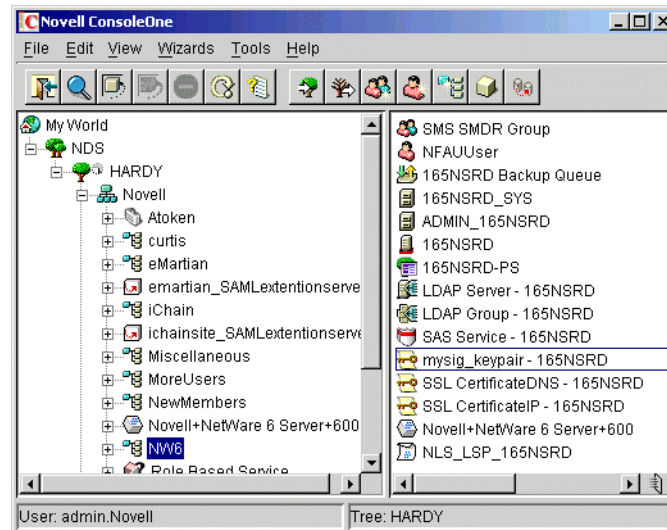 Novell ConsoleOne
File Edit View Wizards Tools Help
My World
NDS
HARDY
Novell
Atoken
curtis
eMartian
emartian_SAMLextentionserve
iChain
ichainsite_SAMLextentionserve
Miscellaneous
MoreUsers
NewMembers
Novell+NetWare 6 Server+600
NW6
Role Based Service
SMS SMDR Group
NFAUUser
165NSRD Backup Queue
165NSRD_SYS
ADMIN_165NSRD
165NSRD
165NSRD-PS
LDAP Server - 165NSRD
LDAP Group - 165NSRD
SAS Service - 165NSRD
mysig_keypair - 165NSRD
SSL CertificateDNS - 165NSRD
SSL CertificateIP - 165NSRD
Novell+NetWare 6 Server+600
NLS_LSP_165NSRD
User: admin.Novell
Tree: HARDY